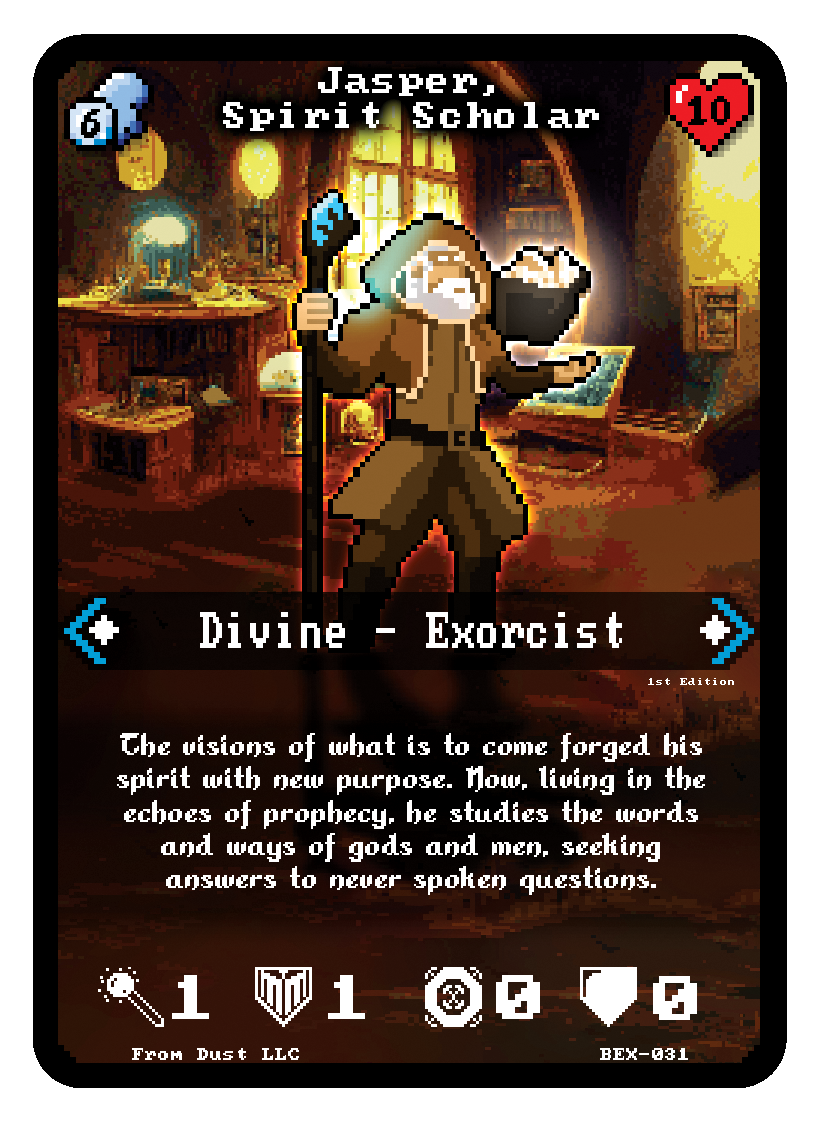 Jasper,
Spirit Scholar
6
10
Divine - Exorcist
1st Edition
The visions of what is to come forged his
spirit with new purpose. Now, living in the
echoes of prophecy, he studies the words
and ways of gods and men, seeking
answers to never spoken questions.
1 1 0 0
From Dust LLC BEX-031